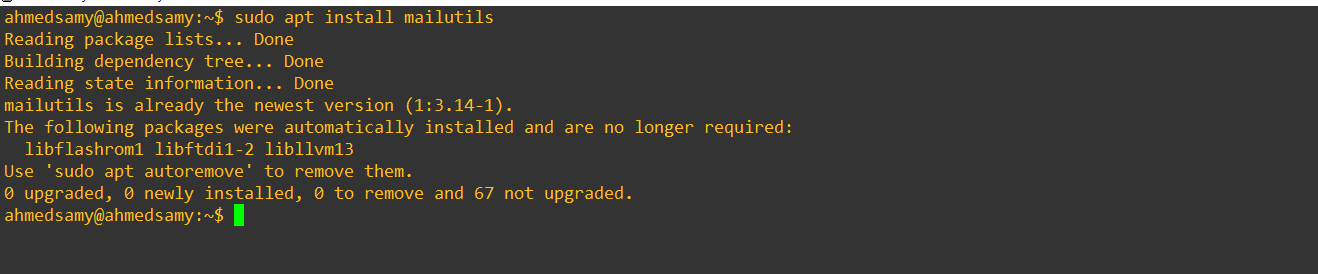 ahmedsamy@ahmedsamy:~$ sudo apt install mailutils
Reading package lists... Done
Building dependency tree... Done
Reading state information... Done
mailutils is already the newest version (1:3.14-1).
The following packages were automatically installed and are no longer required:
  libflashrom1 libftdi1-2 libllvm13
Use 'sudo apt autoremove' to remove them.
0 upgraded, 0 newly installed, 0 to remove and 67 not upgraded.
ahmedsamy@ahmedsamy:~$